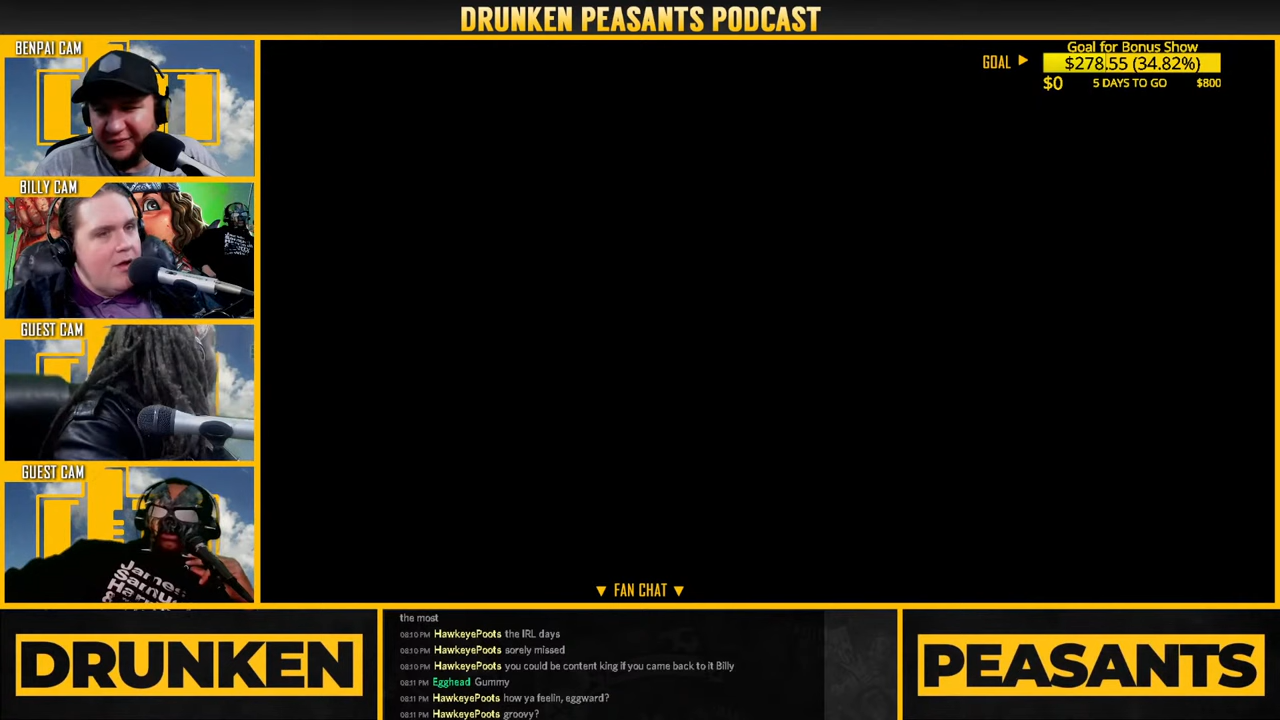 DRUNKEN PEASANTS PODCAST
BENPAI CAM
BILLY CAM
GUEST CAM
GUEST CAM
James
&
GOAL ▶
Goal for Bonus Show
$278.55 (34.82%)
$0 5 DAYS TO GO $800
▼ FAN CHAT ▼
the most
08:10 PM HawkeyePoots the IRL days
08:10 PM HawkeyePoots sorely missed
08:10 PM HawkeyePoots you could be content king if you came back to it Billy
08:11 PM Egghead Gummy
08:11 PM HawkeyePoots how ya feelin, eggward?
08:11 PM HawkeyePoots groovy?
DRUNKEN
PEASANTS